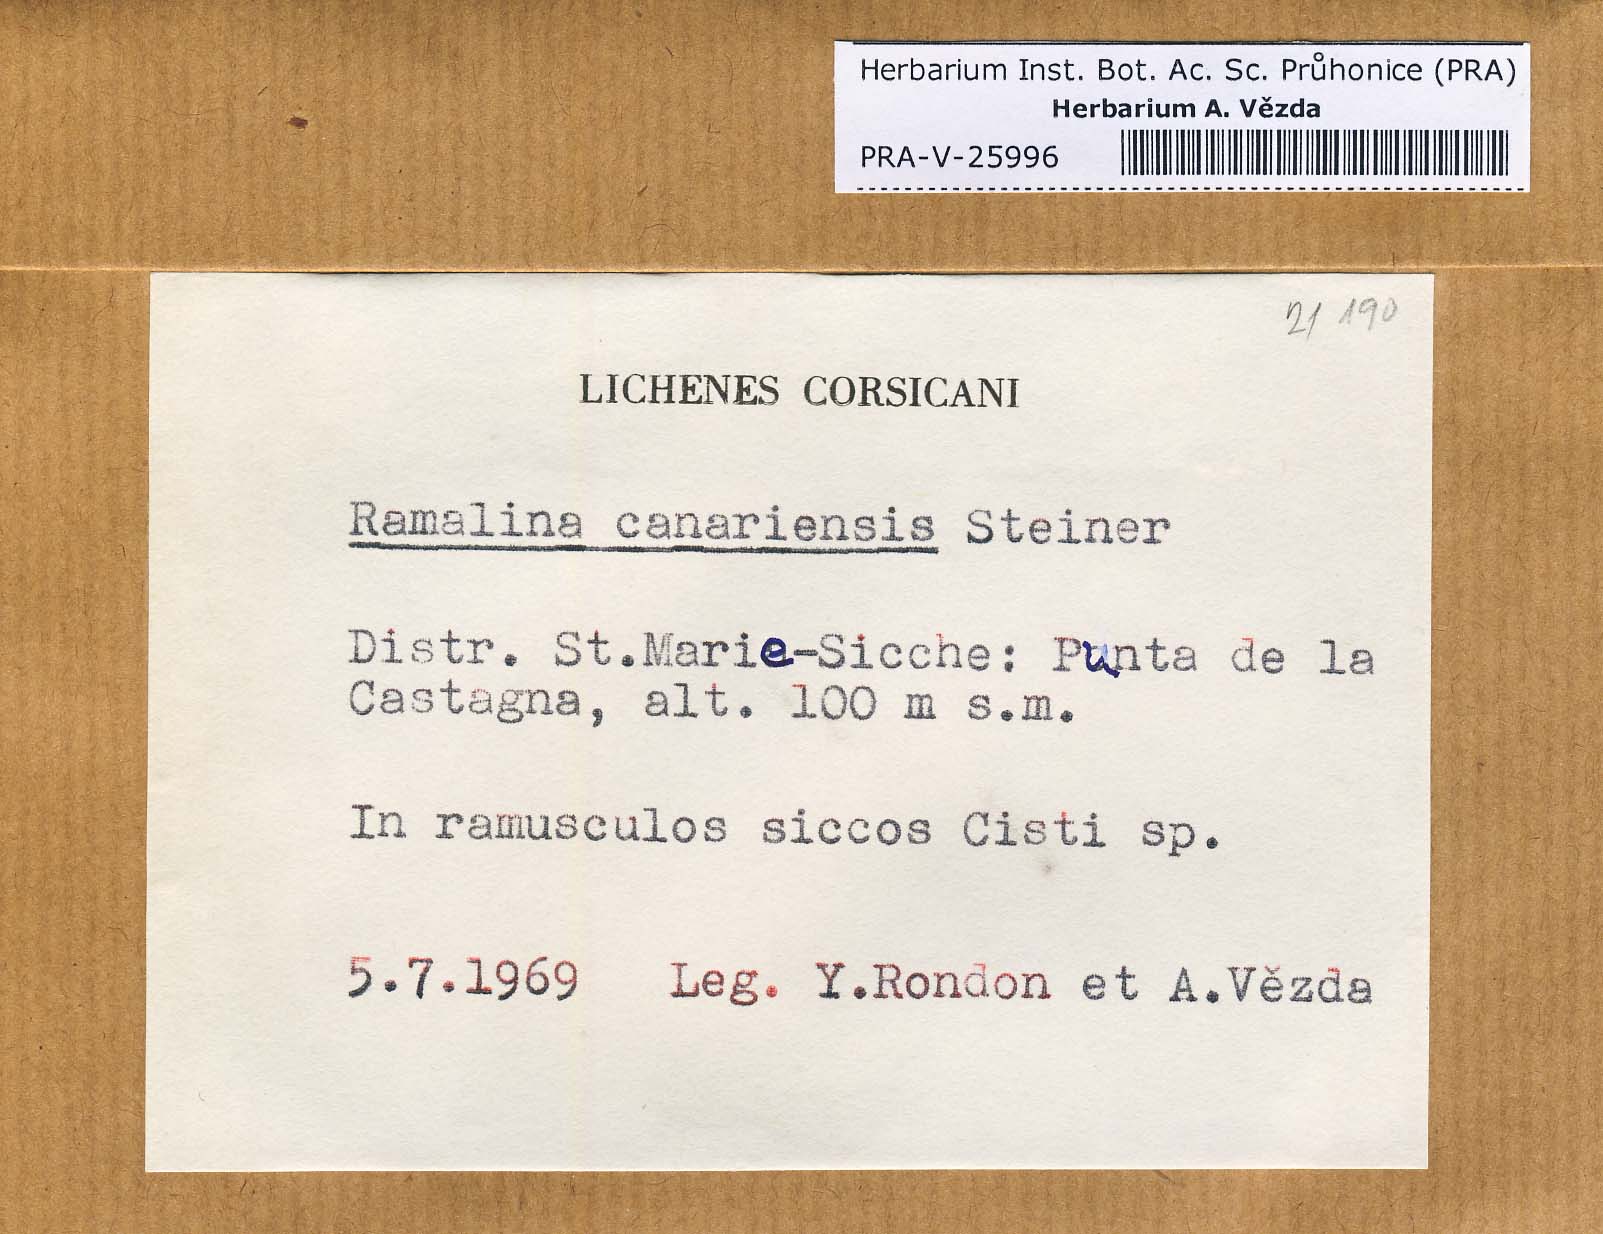 Herbarium Inst. Bot. Ac. Sc. Průhonice (PRA)
Herbarium A. Vězda
PRA-V-25996
21 190
LICHENES CORSICANI
Ramalina canariensis Steiner
Distr. St.Marie-Sicche: Punta de la
Castagna, alt. 100 m s.m.
In ramusculos siccos Cisti sp.
5.7.1969 Leg. Y.Rondon et A.Vězda